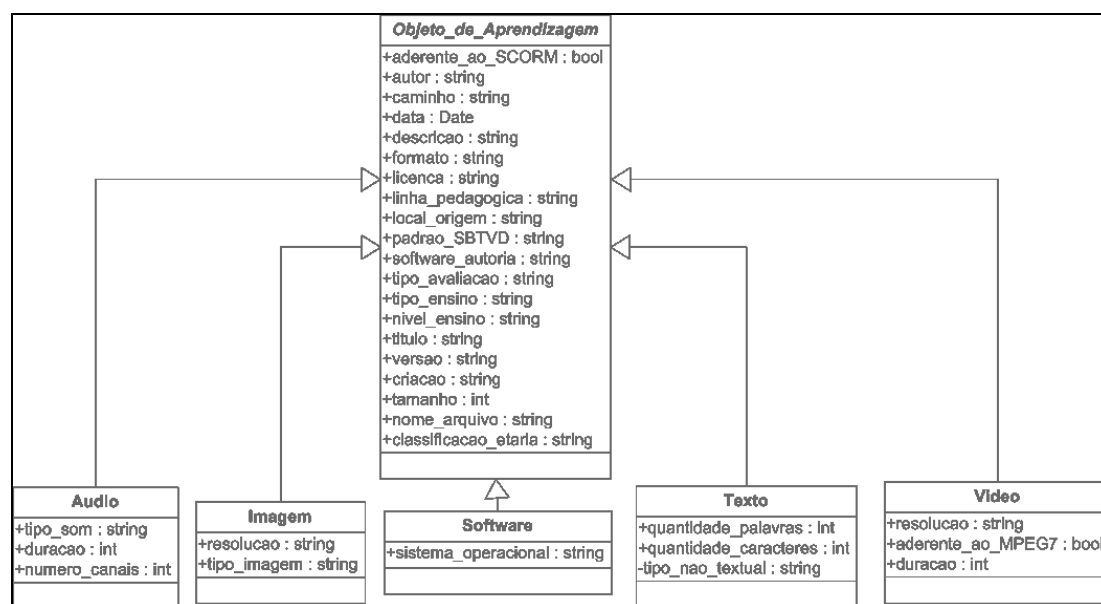 Objeto_de_Aprendizagem
+aderente_ao_SCORM : bool
+autor : string
+caminho : string
+data : Date
+descricao : string
+formato : string
+licenca : string
+linha_pedagogica : string
+local_origem : string
+padrao_SBTVD : string
+software_autoria : string
+tipo_avaliacao : string
+tipo_ensino : string
+nivel_ensino : string
+titulo : string
+versao : string
+criacao : string
+tamanho : int
+nome_arquivo : string
+classificacao_etaria : string
Audio
+tipo_som : string
+duracao : int
+numero_canais : int
Imagem
+resolucao : string
+tipo_imagem : string
Software
+sistema_operacional : string
Texto
+quantidade_palavras : int
+quantidade_caracteres : int
-tipo_nao_textual : string
Video
+resolucao : string
+aderente_ao_MPEG7 : bool
+duracao : int